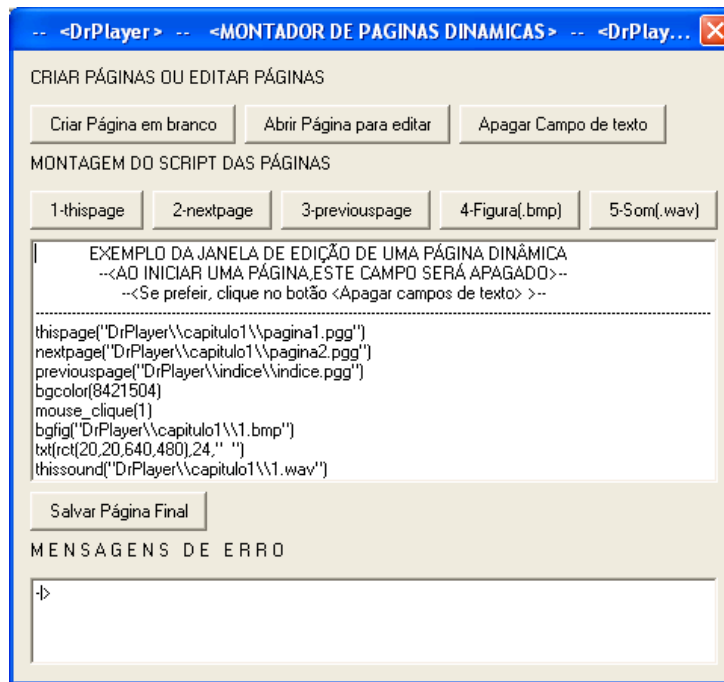 -- <DrPlayer> -- <MONTADOR DE PAGINAS DINAMICAS> -- <DrPlay...
CRIAR PÁGINAS OU EDITAR PÁGINAS
Criar Página em branco Abrir Página para editar Apagar Campo de texto
MONTAGEM DO SCRIPT DAS PÁGINAS
1-thispage 2-nextpage 3-previouspage 4-Figura(.bmp) 5-Som(.wav)
EXEMPLO DA JANELA DE EDIÇÃO DE UMA PÁGINA DINÂMICA
--<AO INICIAR UMA PÁGINA,ESTE CAMPO SERÁ APAGADO>--
--<Se prefeir, clique no botão <Apagar campos de texto> >--
thispage("DrPlayer\\capitulo1\\pagina1.pgg")
nextpage("DrPlayer\\capitulo1\\pagina2.pgg")
previouspage("DrPlayer\\indice\\indice.pgg")
bgcolor(8421504)
mouse_clique(1)
bgfig("DrPlayer\\capitulo1\\1.bmp")
txt(rct(20,20,640,480),24,"  ")
thissound("DrPlayer\\capitulo1\\1.wav")
Salvar Página Final
MENSAGENS DE ERRO
->